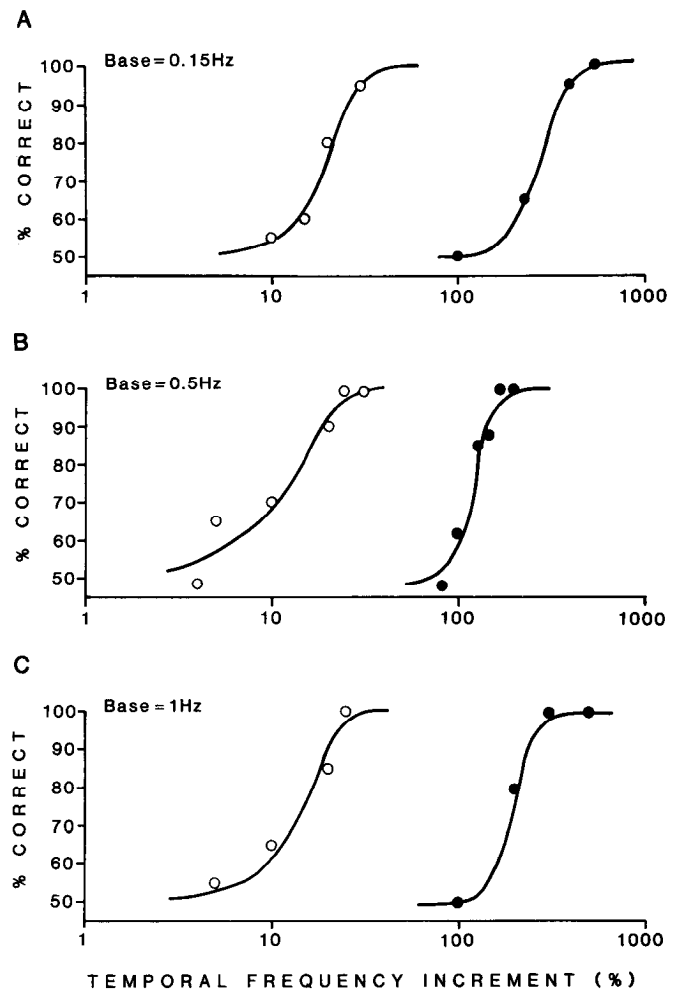 A
Base=0.15Hz
% CORRECT
100
90
80
70
60
50
1 10 100 1000
B
Base=0.5Hz
% CORRECT
100
90
80
70
60
50
1 10 100 1000
C
Base=1Hz
% CORRECT
100
90
80
70
60
50
1 10 100 1000
TEMPORAL FREQUENCY INCREMENT (%)